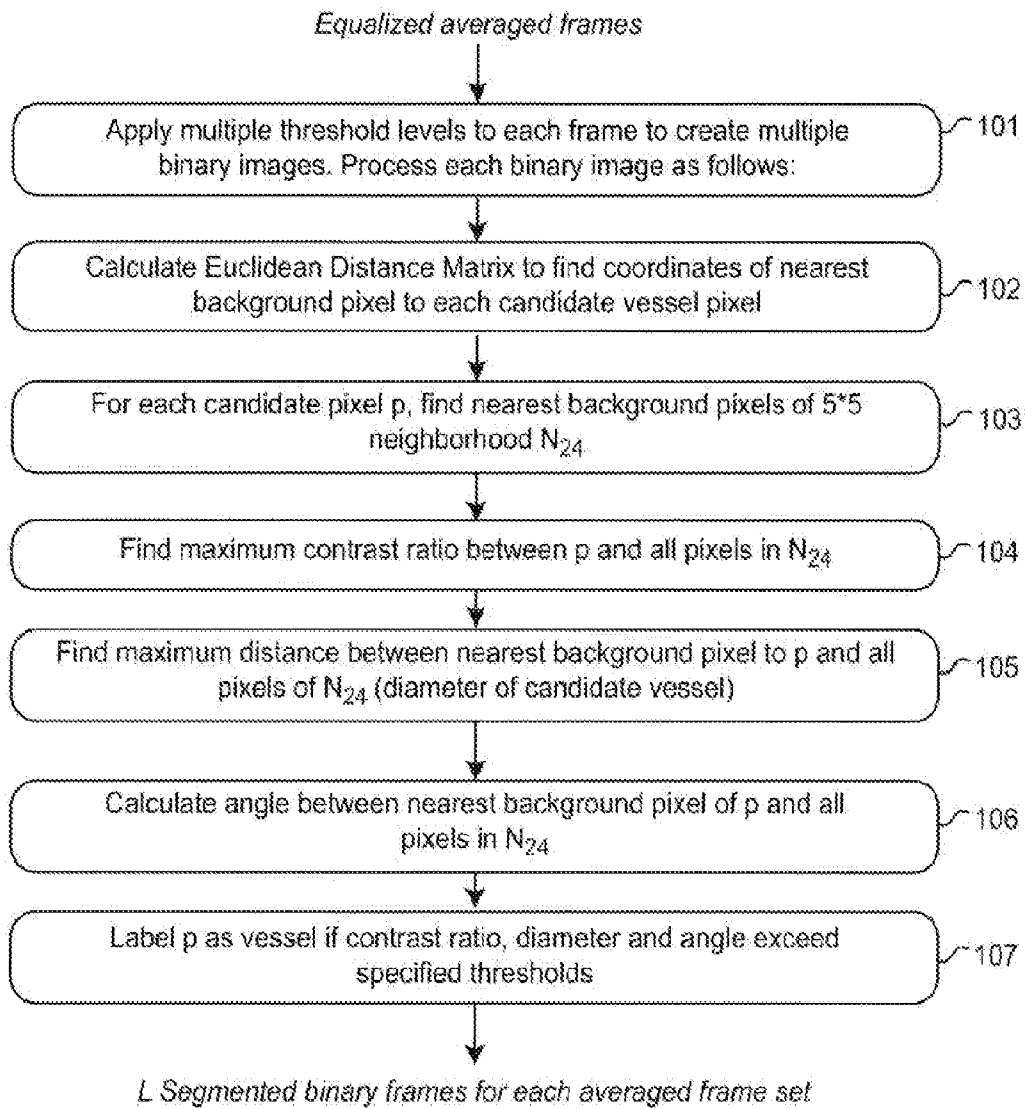 Equalized averaged frames
Apply multiple threshold levels to each frame to create multiple
binary images. Process each binary image as follows:
101
Calculate Euclidean Distance Matrix to find coordinates of nearest
background pixel to each candidate vessel pixel
102
For each candidate pixel p, find nearest background pixels of 5*5
neighborhood N24
103
Find maximum contrast ratio between p and all pixels in N24
104
Find maximum distance between nearest background pixel to p and all
pixels of N24 (diameter of candidate vessel)
105
Calculate angle between nearest background pixel of p and all
pixels in N24
106
Label p as vessel if contrast ratio, diameter and angle exceed
specified thresholds
107
L Segmented binary frames for each averaged frame set